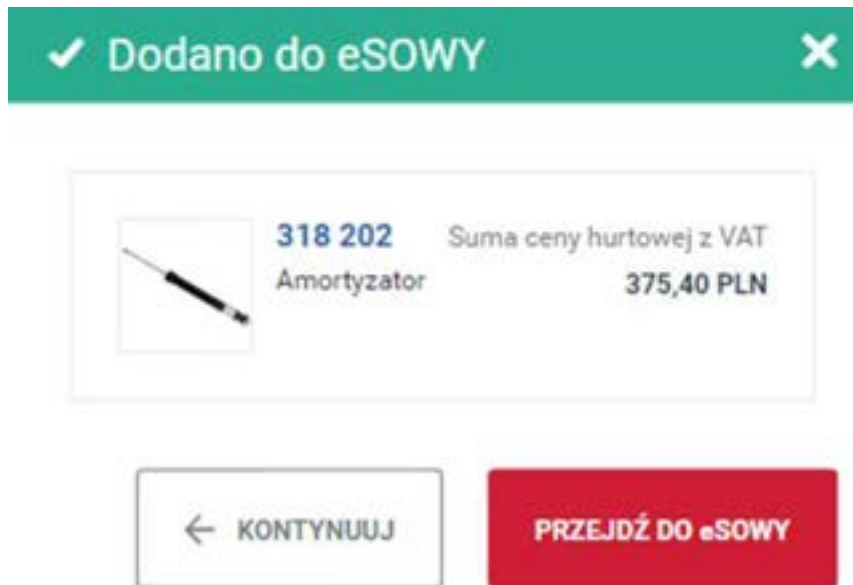 Dodano do eSOWY
318 202 Suma ceny hurtowej z VAT
Amortyzator 375,40 PLN
← KONTYNUUJ PRZEJDŹ DO eSOWY